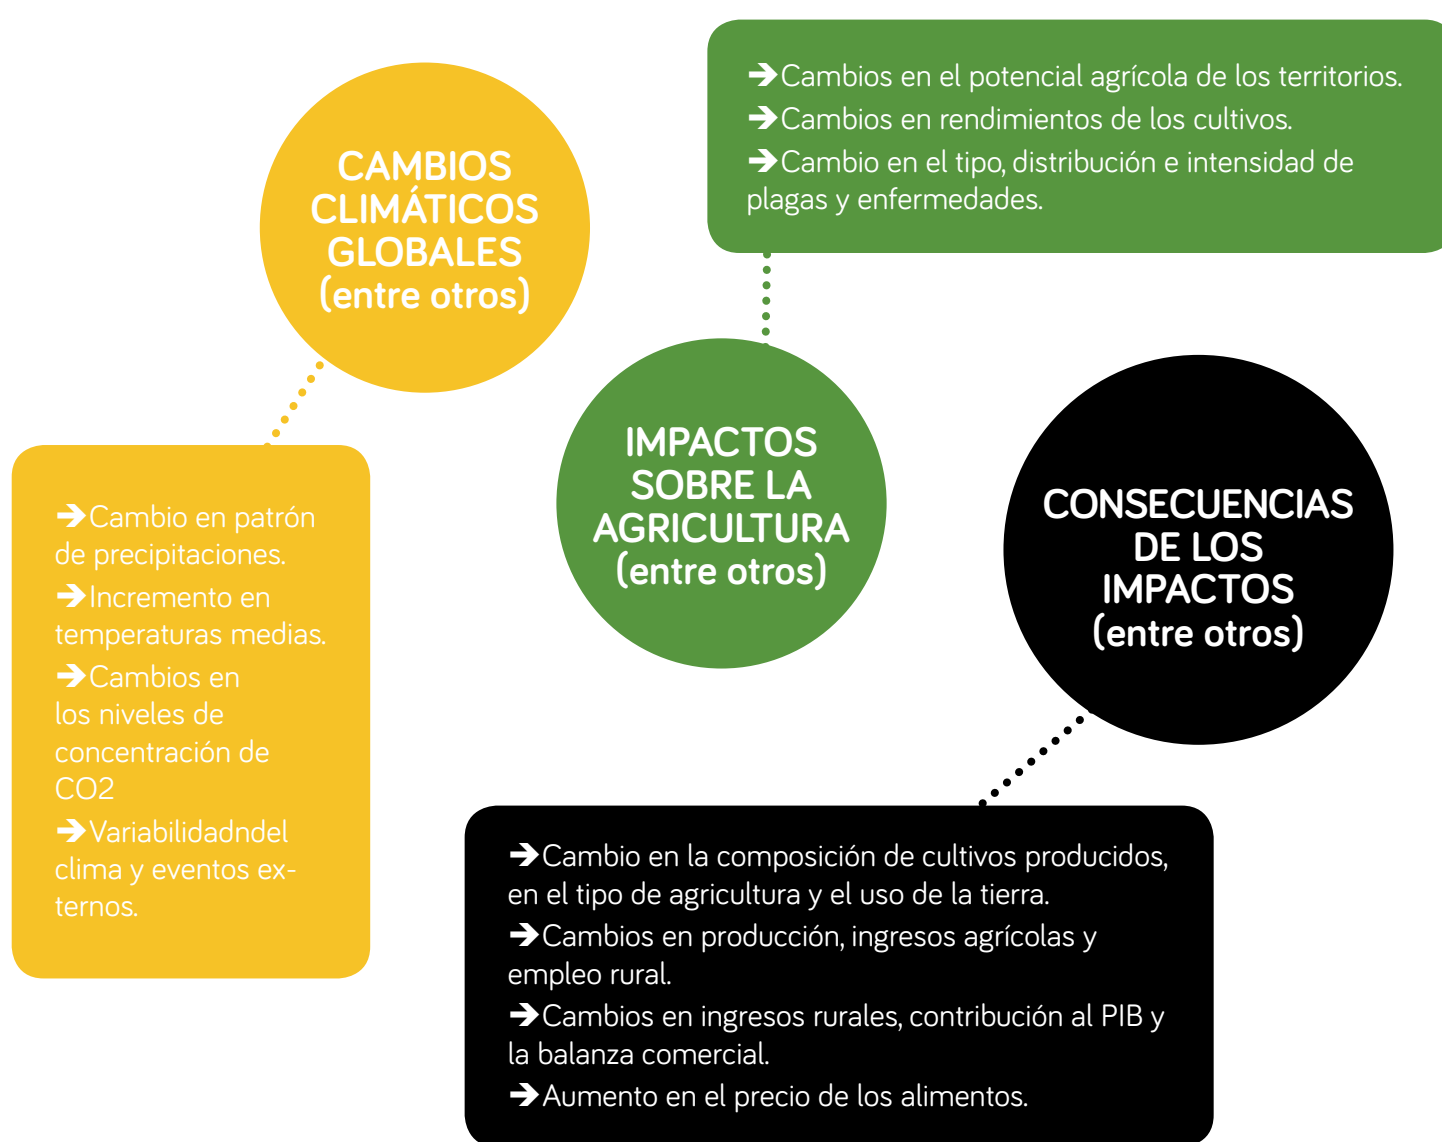 CAMBIOS
CLIMÁTICOS
GLOBALES
(entre otros)
➔Cambio en patrón
de precipitaciones.
➔Incremento en
temperaturas medias.
➔Cambios en
los niveles de
concentración de
CO2
➔Variabilidadndel
clima y eventos ex-
ternos.
➔Cambios en el potencial agrícola de los territorios.
➔Cambios en rendimientos de los cultivos.
➔Cambio en el tipo, distribución e intensidad de
plagas y enfermedades.
IMPACTOS
SOBRE LA
AGRICULTURA
(entre otros)
CONSECUENCIAS
DE LOS
IMPACTOS
(entre otros)
➔Cambio en la composición de cultivos producidos,
en el tipo de agricultura y el uso de la tierra.
➔Cambios en producción, ingresos agrícolas y
empleo rural.
➔Cambios en ingresos rurales, contribución al PIB y
la balanza comercial.
➔Aumento en el precio de los alimentos.